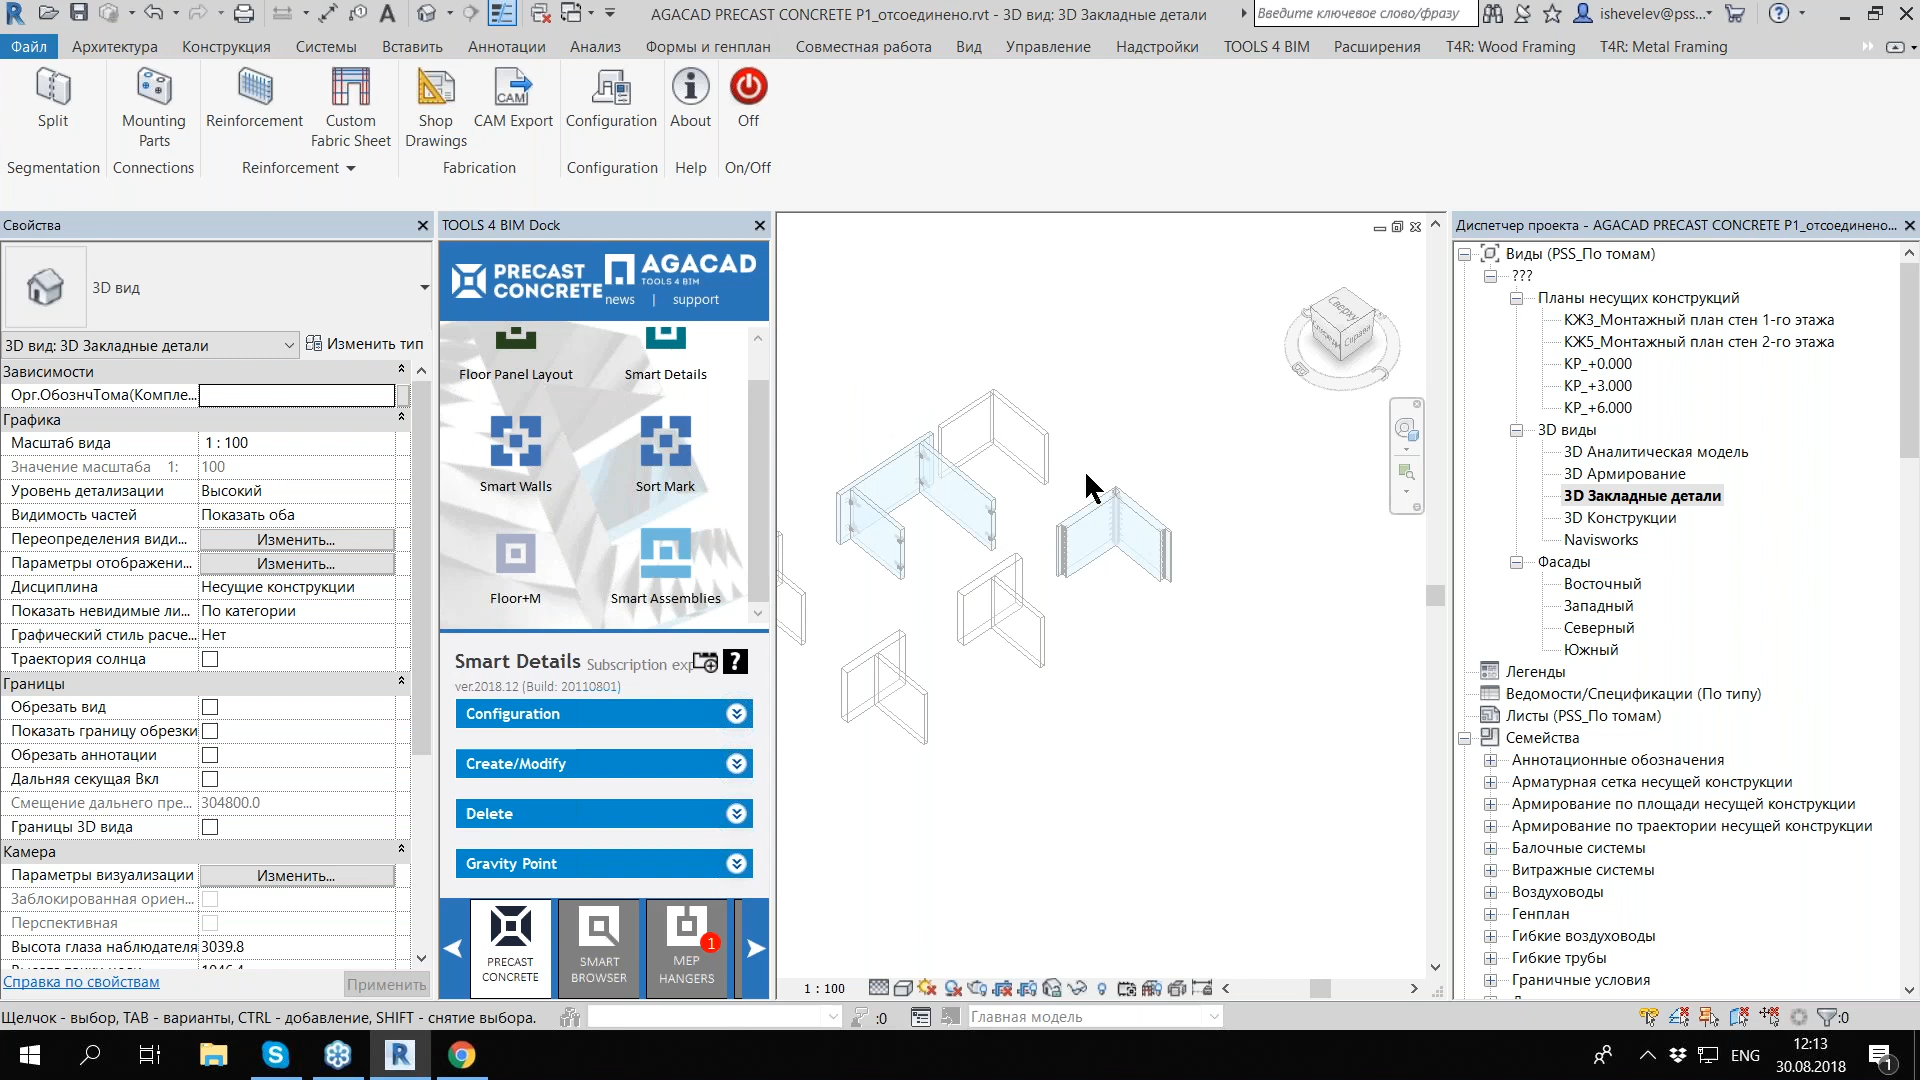 AGACAD PRECAST CONCRETE P1_отсоединено.rvt - 3D вид: 3D Закладные детали
Введите ключевое слово/фразу
ishevelev@pss...
Файл Архитектура Конструкция Системы Вставить Аннотации Анализ Формы и генплан Совместная работа Вид Управление Надстройки TOOLS 4 BIM Расширения T4R: Wood Framing T4R: Metal Framing
Split
Mounting Parts
Reinforcement
Custom Fabric Sheet
Shop Drawings
CAM
CAM Export
Configuration
About
Off
Segmentation Connections Reinforcement Fabrication Configuration Help On/Off
Свойства
3D вид
3D вид: 3D Закладные детали
Изменить тип
Зависимости
Орг.ОбознчТома(Компле...
Графика
Масштаб вида 1 : 100
Значение масштаба 1: 100
Уровень детализации Высокий
Видимость частей Показать оба
Переопределения види... Изменить...
Параметры отображени... Изменить...
Дисциплина Несущие конструкции
Показать невидимые ли... По категории
Графический стиль расче... Нет
Траектория солнца
Границы
Обрезать вид
Показать границу обрезки
Обрезать аннотации
Дальняя секущая Вкл
Смещение дальнего пре... 304800.0
Границы 3D вида
Камера
Параметры визуализации Изменить...
Заблокированная ориен...
Перспективная
Высота глаза наблюдателя 3039.8
Справка по свойствам
Применить
TOOLS 4 BIM Dock
PRECAST CONCRETE
AGACAD
TOOLS 4 BIM
news | support
Floor Panel Layout
Smart Details
Smart Walls
Sort Mark
Floor+M
Smart Assemblies
Smart Details Subscription exp
?
ver.2018.12 (Build: 20110801)
Configuration
Create/Modify
Delete
Gravity Point
PRECAST CONCRETE
SMART BROWSER
1
MEP HANGERS
Сверху
Справа
1 : 100
Диспетчер проекта - AGACAD PRECAST CONCRETE P1_отсоединено...
Виды (PSS_По томам)
???
Планы несущих конструкций
КЖ3_Монтажный план стен 1-го этажа
КЖ5_Монтажный план стен 2-го этажа
КР_+0.000
КР_+3.000
КР_+6.000
3D виды
3D Аналитическая модель
3D Армирование
3D Закладные детали
3D Конструкции
Navisworks
Фасады
Восточный
Западный
Северный
Южный
Легенды
Ведомости/Спецификации (По типу)
Листы (PSS_По томам)
Семейства
Аннотационные обозначения
Арматурная сетка несущей конструкции
Армирование по площади несущей конструкции
Армирование по траектории несущей конструкции
Балочные системы
Витражные системы
Воздуховоды
Генплан
Гибкие воздуховоды
Гибкие трубы
Граничные условия
Щелчок - выбор, TAB - варианты, CTRL - добавление, SHIFT - снятие выбора.
:0
Главная модель
:0
ENG
12:13
30.08.2018
1